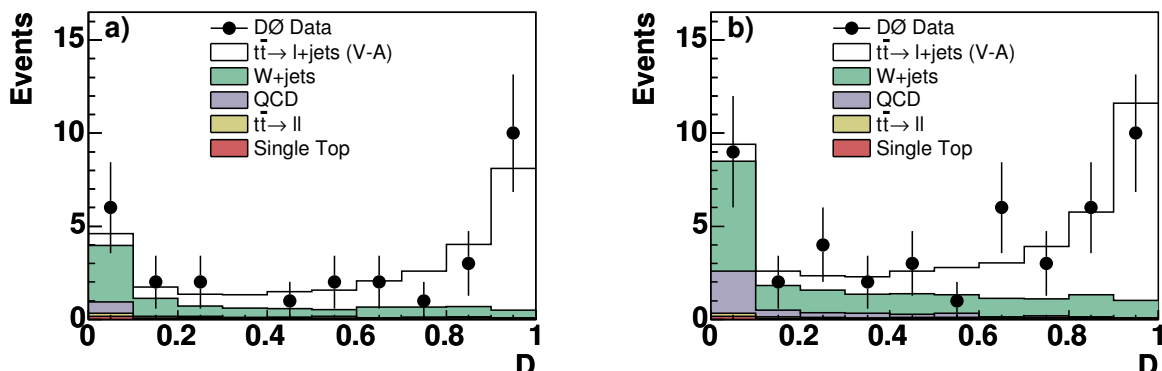 Events
15
10
5
0
a)
DØ Data
tt̄→ l+jets (V-A)
W+jets
QCD
tt̄→ ll
Single Top
0 0.2 0.4 0.6 0.8 1
D
Events
15
10
5
0
b)
DØ Data
tt̄→ l+jets (V-A)
W+jets
QCD
tt̄→ ll
Single Top
0 0.2 0.4 0.6 0.8 1
D